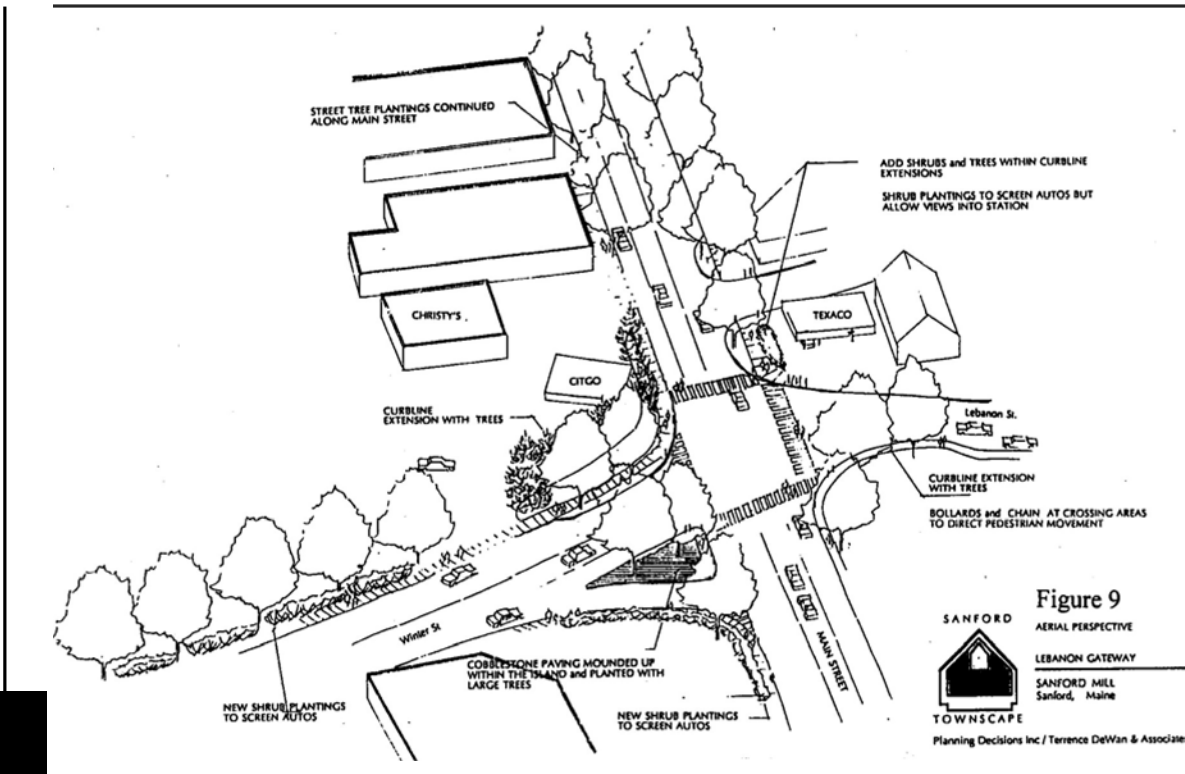 STREET TREE PLANTINGS CONTINUED
ALONG MAIN STREET
ADD SHRUBS and TREES WITHIN CURBLINE
EXTENSIONS
SHRUB PLANTINGS TO SCREEN AUTOS BUT
ALLOW VIEWS INTO STATION
CHRISTY'S
TEXACO
CITGO
CURBLINE
EXTENSION WITH TREES
Lebanon St.
CURBLINE EXTENSION
WITH TREES
BOLLARDS and CHAIN AT CROSSING AREAS
TO DIRECT PEDESTRIAN MOVEMENT
Winter St
MAIN STREET
COBBLESTONE PAVING MOUNDED UP
WITHIN THE ISLAND and PLANTED WITH
LARGE TREES
NEW SHRUB PLANTINGS
TO SCREEN AUTOS
NEW SHRUB PLANTINGS
TO SCREEN AUTOS
SANFORD
TOWNSCAPE
Figure 9
AERIAL PERSPECTIVE
LEBANON GATEWAY
SANFORD MILL
Sanford, Maine
Planning Decisions Inc / Terrence DeWan & Associates